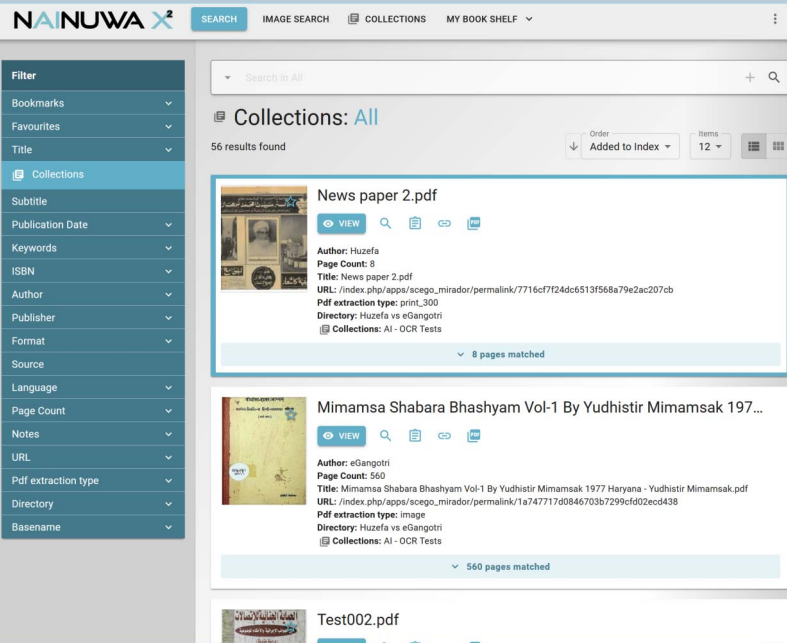 NAINUWA X²
SEARCH
IMAGE SEARCH
COLLECTIONS
MY BOOK SHELF
Filter
Bookmarks
Favourites
Title
Collections
Subtitle
Publication Date
Keywords
ISBN
Author
Publisher
Format
Source
Language
Page Count
Notes
URL
Pdf extraction type
Directory
Basename
Search in All
Collections: All
56 results found
Order
Added to Index
Items
12
News paper 2.pdf
VIEW
PDF
Author: Huzefa
Page Count: 8
Title: News paper 2.pdf
URL: /index.php/apps/scego_mirador/permalink/7716cf7f24dc6513f568a79e2ac207cb
Pdf extraction type: print_300
Directory: Huzefa vs eGangotri
Collections: AI - OCR Tests
8 pages matched
Mimamsa Shabara Bhashyam Vol-1 By Yudhistir Mimamsak 197...
VIEW
PDF
Author: eGangotri
Page Count: 560
Title: Mimamsa Shabara Bhashyam Vol-1 By Yudhistir Mimamsak 1977 Haryana - Yudhistir Mimamsak.pdf
URL: /index.php/apps/scego_mirador/permalink/1a747717d0846703b7299cfd02ecd438
Pdf extraction type: image
Directory: Huzefa vs eGangotri
Collections: AI - OCR Tests
560 pages matched
Test002.pdf